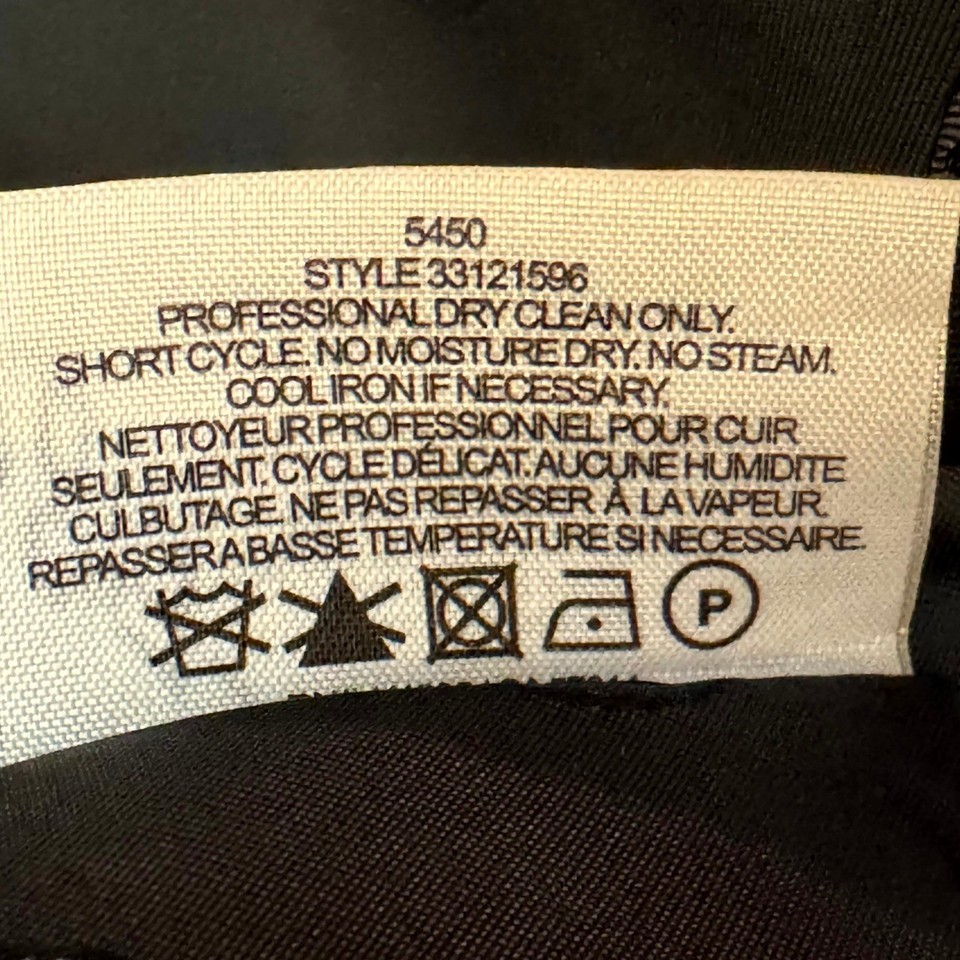 5450
STYLE 33121596
PROFESSIONAL DRY CLEAN ONLY.
SHORT CYCLE. NO MOISTURE DRY. NO STEAM.
COOL IRON IF NECESSARY.
NETTOYEUR PROFESSIONNEL POUR CUIR
SEULEMENT. CYCLE DÉLICAT. AUCUNE HUMIDITE
CULBUTAGE. NE PAS REPASSER À LA VAPEUR.
REPASSER A BASSE TEMPERATURE SI NECESSAIRE.
P